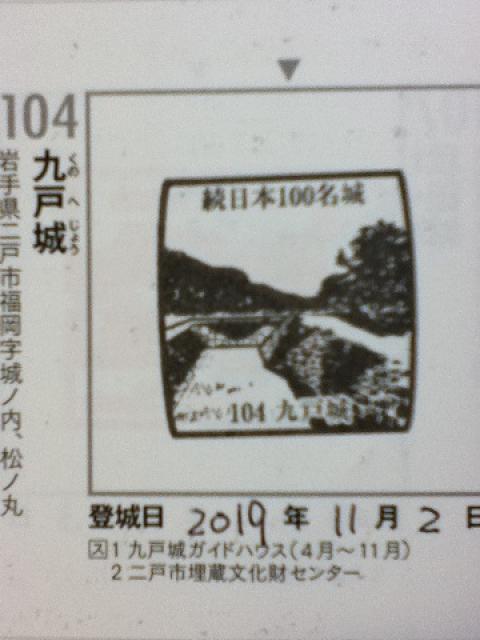 104
九戸城
くのへじょう
岩手県二戸市福岡字城ノ内、松ノ丸
続日本100名城
104 九戸城
登城日 2019 年 11 月 2 日
ス 1 九戸城ガイドハウス(4月~11月)
2 二戸市埋蔵文化財センター